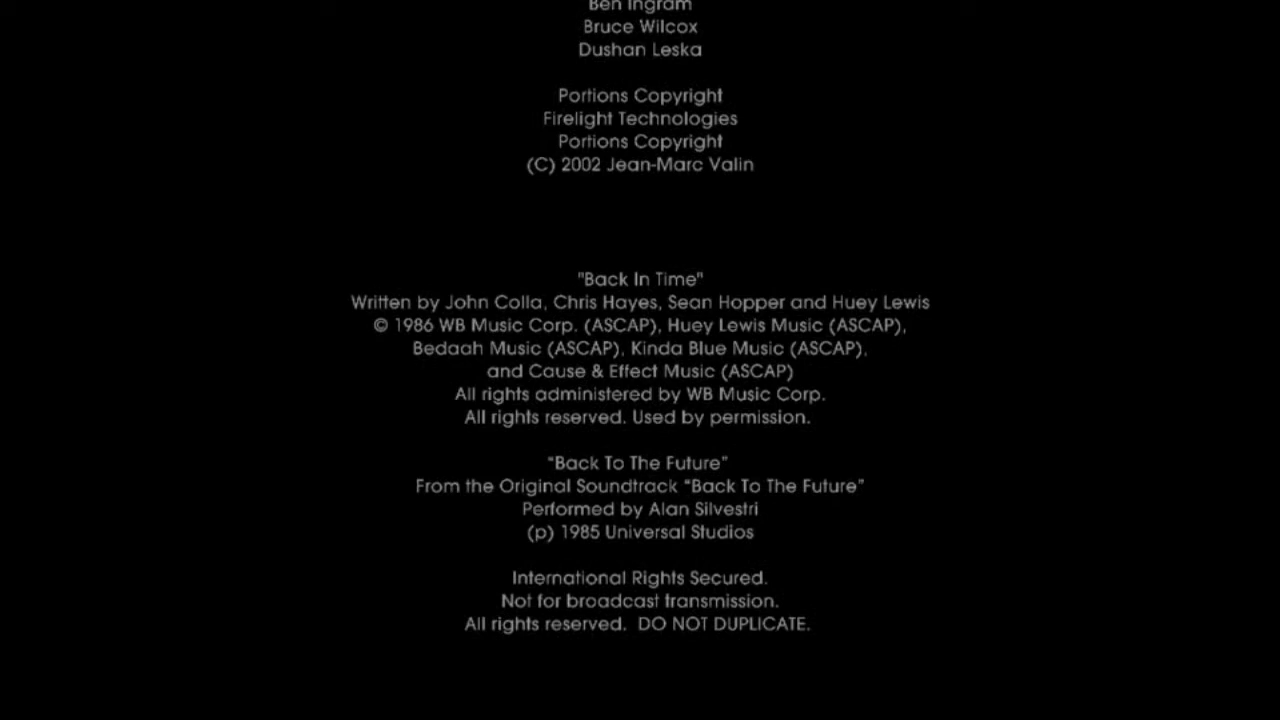 Ben Ingram
Bruce Wilcox
Dushan Leska
Portions Copyright
Firelight Technologies
Portions Copyright
(C) 2002 Jean-Marc Valin
"Back In Time"
Written by John Colla, Chris Hayes, Sean Hopper and Huey Lewis
© 1986 WB Music Corp. (ASCAP), Huey Lewis Music (ASCAP),
Bedaah Music (ASCAP), Kinda Blue Music (ASCAP),
and Cause & Effect Music (ASCAP)
All rights administered by WB Music Corp.
All rights reserved. Used by permission.
“Back To The Future”
From the Original Soundtrack “Back To The Future”
Performed by Alan Silvestri
(p) 1985 Universal Studios
International Rights Secured.
Not for broadcast transmission.
All rights reserved.  DO NOT DUPLICATE.